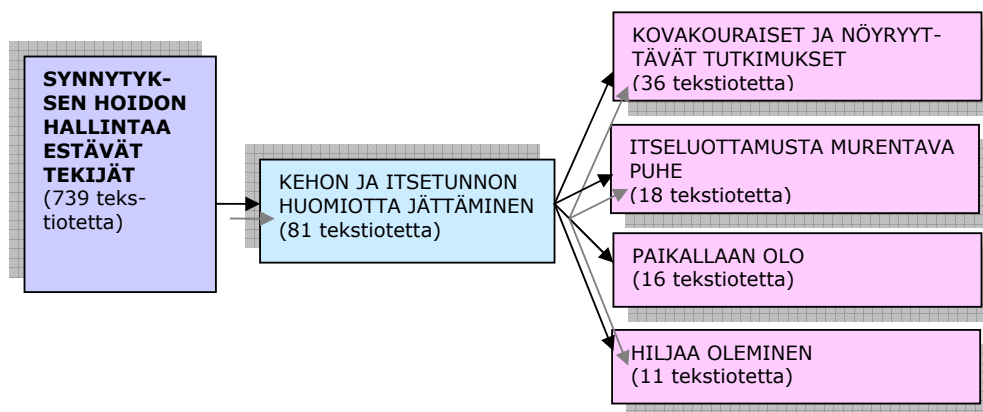 SYNNYTYK-
SEN HOIDON
HALLINTAA
ESTÄVÄT
TEKIJÄT
(739 teks-
tiotetta)
KEHON JA ITSETUNNON
HUOMIOTTA JÄTTÄMINEN
(81 tekstiotetta)
KOVAKOURAISET JA NÖYRYYT-
TÄVÄT TUTKIMUKSET
(36 tekstiotetta)
ITSELUOTTAMUSTA MURENTAVA
PUHE
(18 tekstiotetta)
PAIKALLAAN OLO
(16 tekstiotetta)
HILJAA OLEMINEN
(11 tekstiotetta)